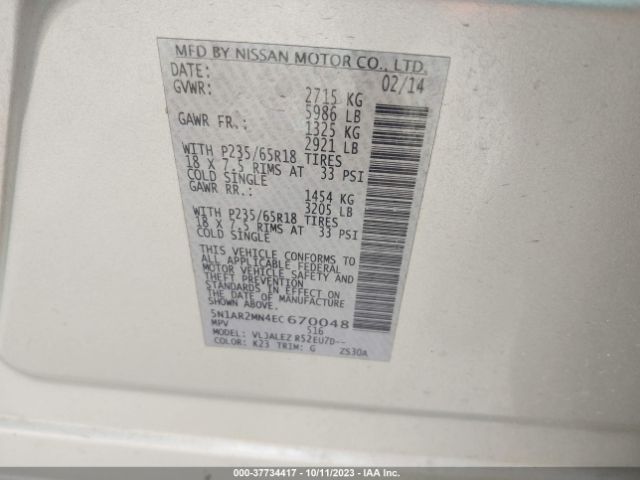 MFD BY NISSAN MOTOR CO., LTD.
DATE: 02/14
GVWR: 2715 KG
5986 LB
GAWR FR.: 1325 KG
2921 LB
WITH P235/65R18 TIRES
18 X 7.5 RIMS AT 33 PSI
COLD SINGLE
GAWR RR.: 1454 KG
3205 LB
WITH P235/65R18 TIRES
18 X 7.5 RIMS AT 33 PSI
COLD SINGLE
THIS VEHICLE CONFORMS TO
ALL APPLICABLE FEDERAL
MOTOR VEHICLE SAFETY AND
THEFT PREVENTION
STANDARDS IN EFFECT ON
THE DATE OF MANUFACTURE
SHOWN ABOVE.
5N1AR2MN4EC670048
MPV 516
MODEL: VLJALEZ R52EU7D--
COLOR: K23 TRIM: G ZS30A
000-37734417 - 10/11/2023 - IAA Inc.